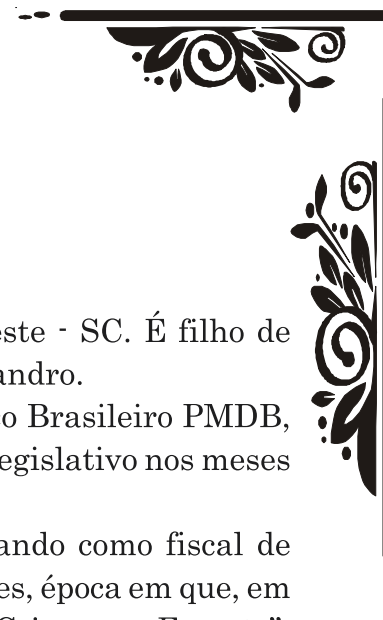 este - SC. É filho de
andro.
o Brasileiro PMDB,
egislativo nos meses
ando como fiscal de
es, época em que, em